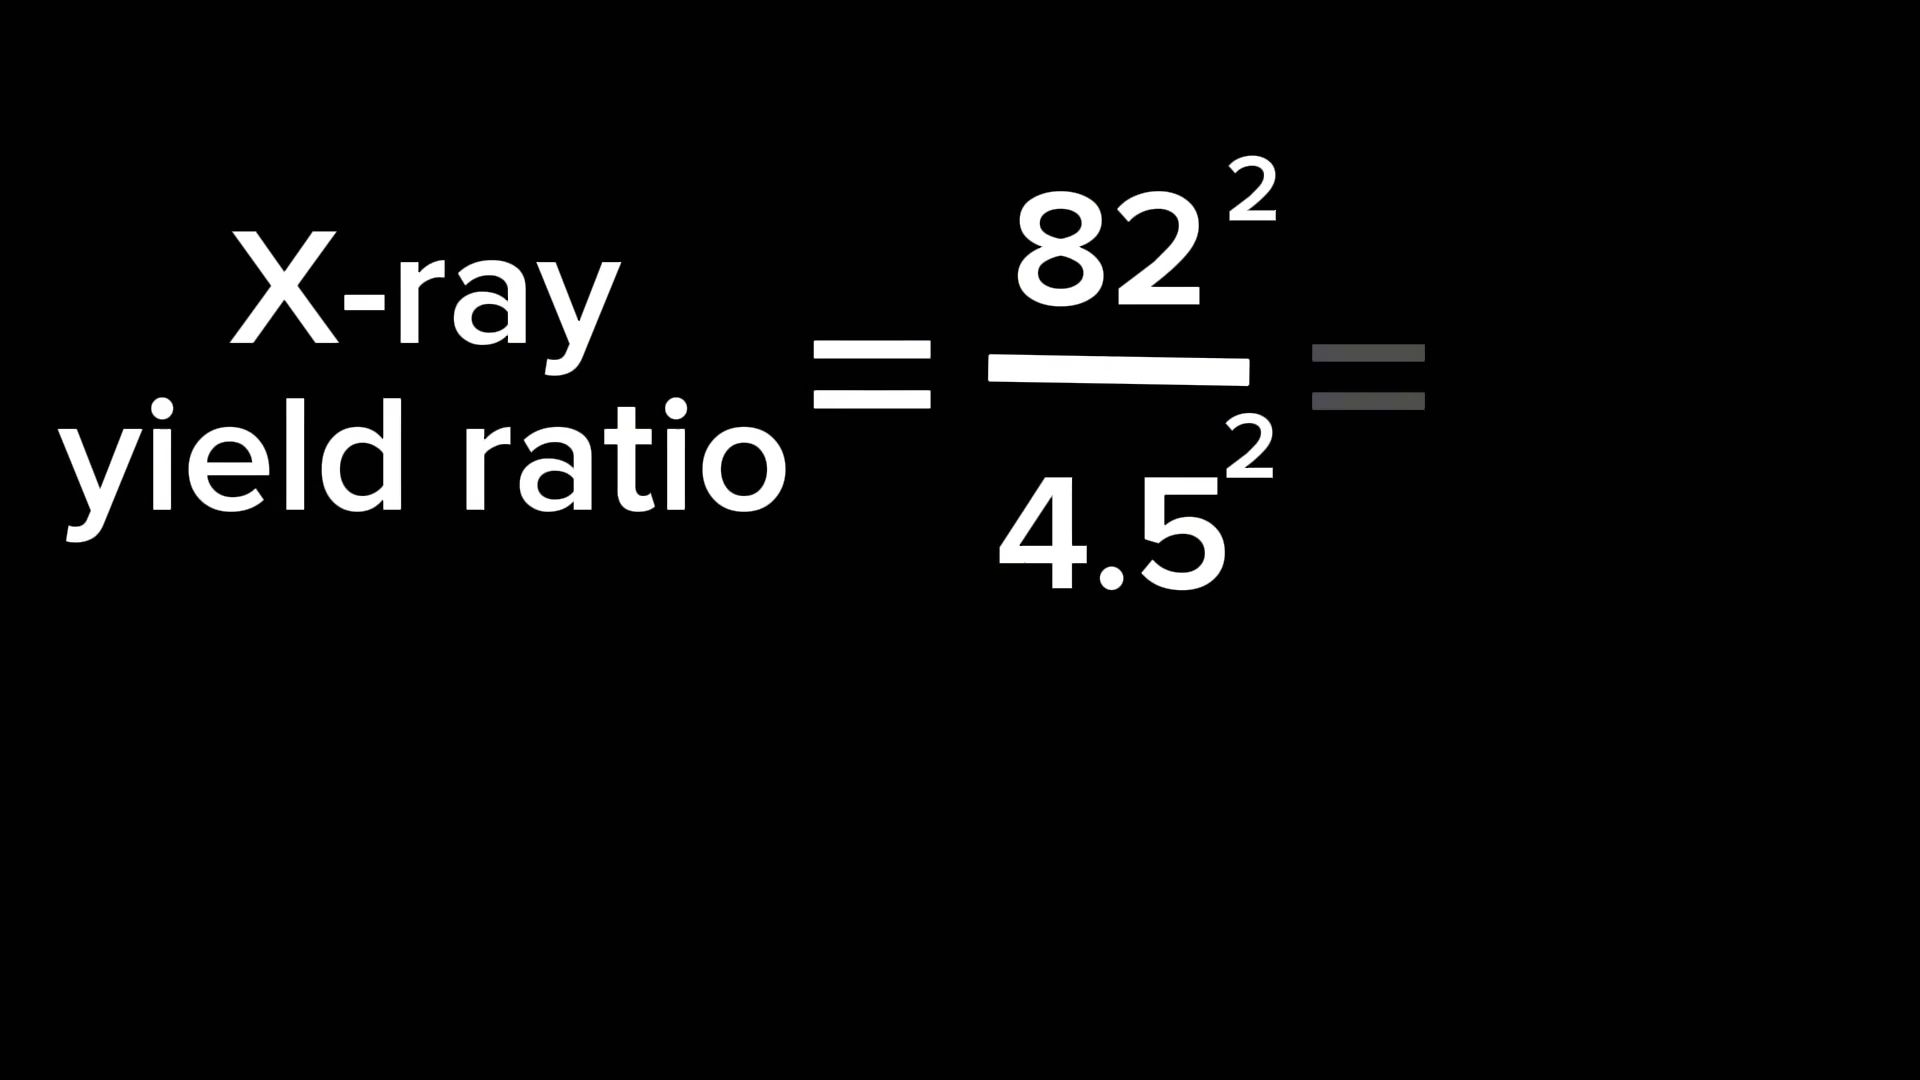 X-ray
yield ratio
=
82²
4.5²
=